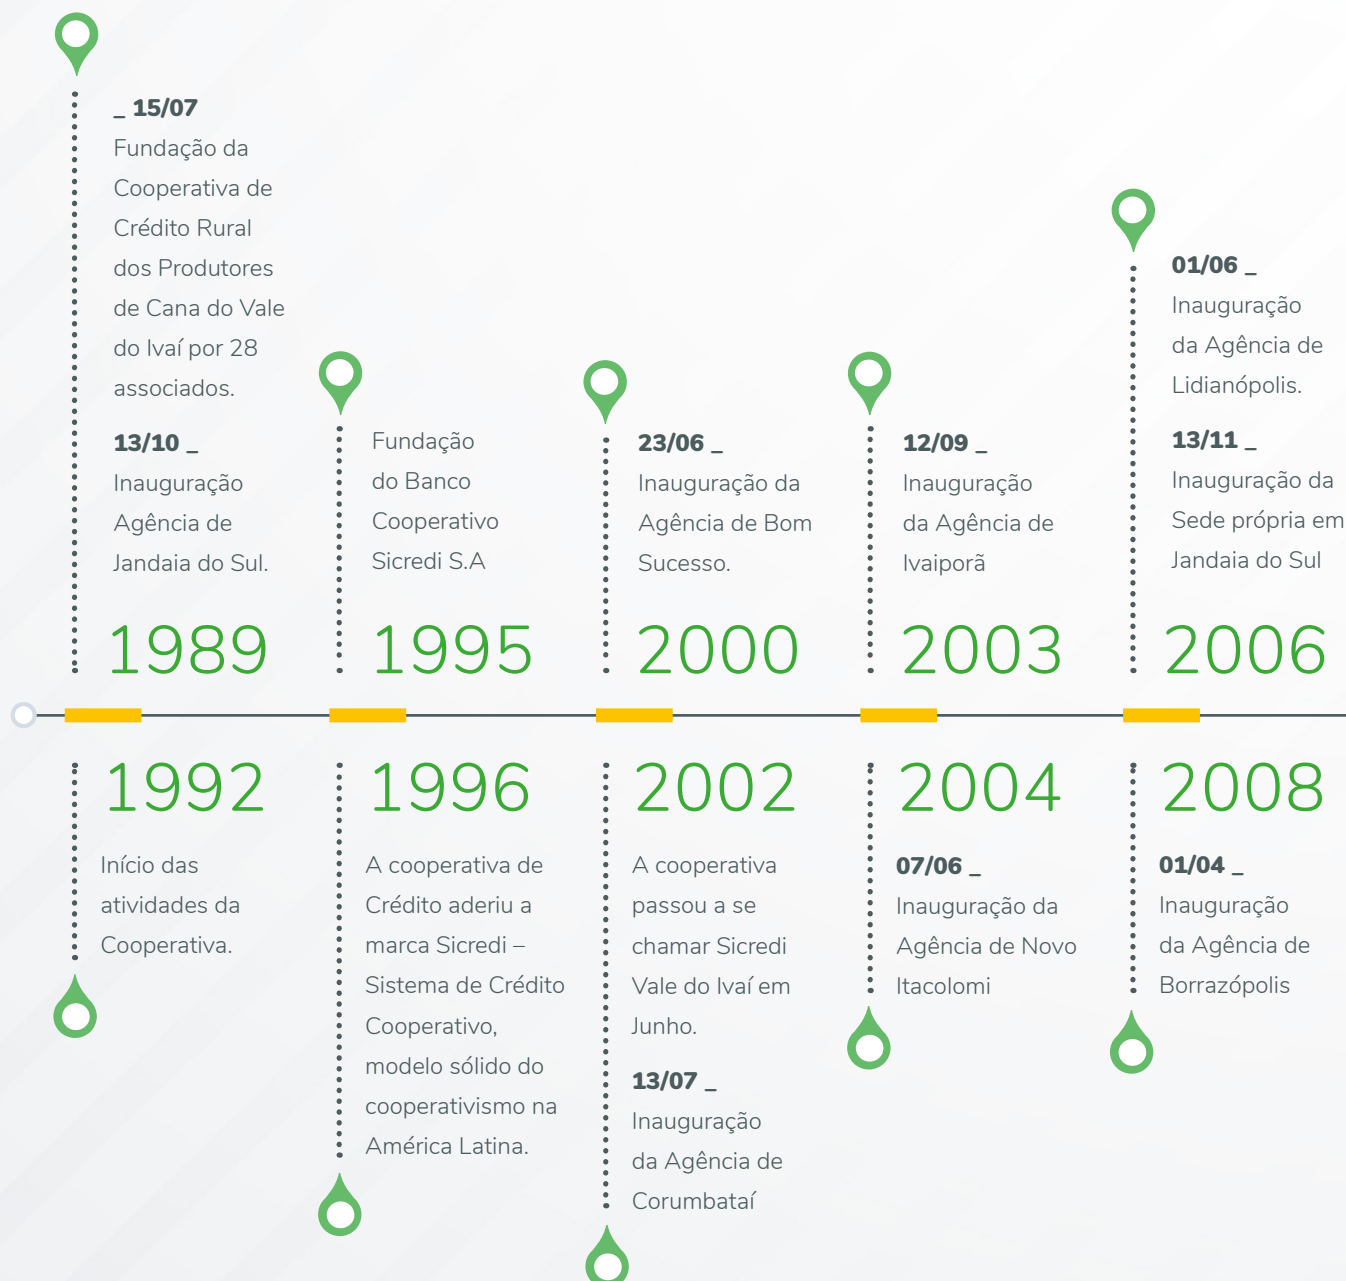 _ 15/07
Fundação da
Cooperativa de
Crédito Rural
dos Produtores
de Cana do Vale
do Ivaí por 28
associados.
13/10 _
Inauguração
Agência de
Jandaia do Sul.
1989
Fundação
do Banco
Cooperativo
Sicredi S.A
1995
23/06 _
Inauguração da
Agência de Bom
Sucesso.
2000
12/09 _
Inauguração
da Agência de
Ivaiporã
2003
01/06 _
Inauguração
da Agência de
Lidianópolis.
13/11 _
Inauguração da
Sede própria em
Jandaia do Sul
2006
1992
Início das
atividades da
Cooperativa.
1996
A cooperativa de
Crédito aderiu a
marca Sicredi –
Sistema de Crédito
Cooperativo,
modelo sólido do
cooperativismo na
América Latina.
2002
A cooperativa
passou a se
chamar Sicredi
Vale do Ivaí em
Junho.
13/07 _
Inauguração
da Agência de
Corumbataí
2004
07/06 _
Inauguração da
Agência de Novo
Itacolomi
2008
01/04 _
Inauguração
da Agência de
Borrazópolis